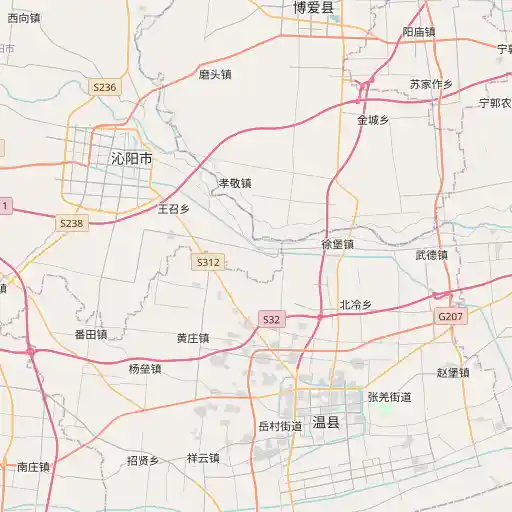 博爱县
西向镇
阳庙镇
阳市
磨头镇
S236
苏家作乡
宁郭农
金城乡
沁阳市
孝敬镇
1
王召乡
S238
徐堡镇
武德镇
S312
镇
北冷乡
S32
G207
番田镇
黄庄镇
杨垒镇
赵堡镇
张羌街道
温县
岳村街道
祥云镇
招贤乡
南庄镇